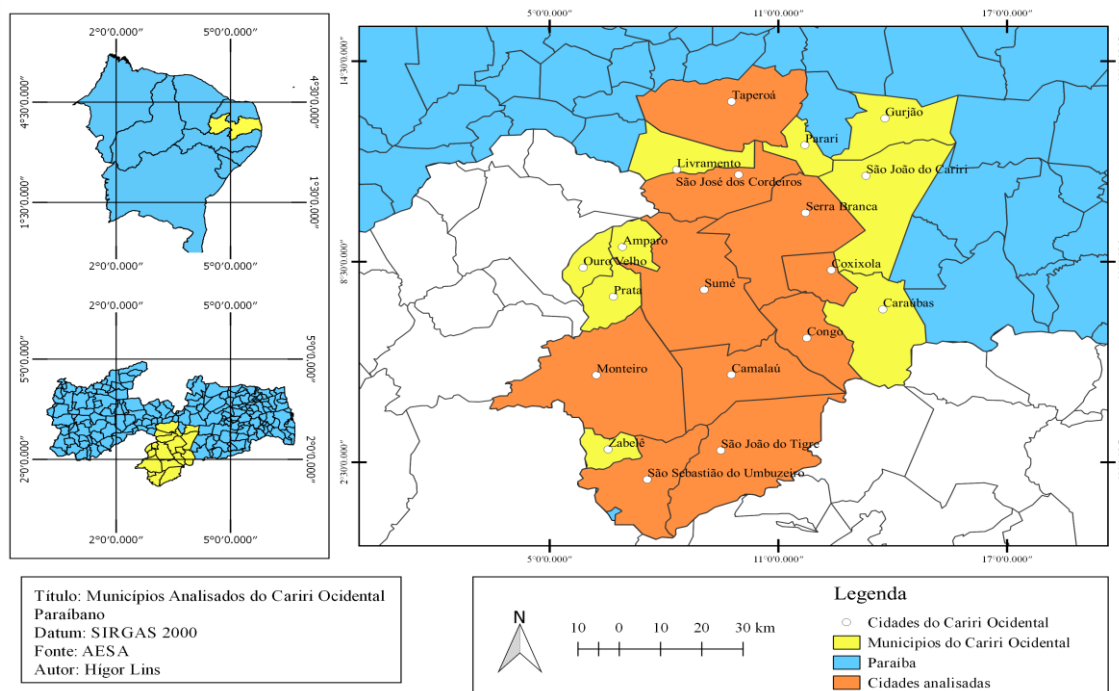 2°0'0.000" 5°0'0.000"
4°30'0.000" 4°30'0.000"
1°30'0.000" 1°30'0.000"
2°0'0.000" 5°0'0.000"
2°0'0.000" 5°0'0.000"
5°0'0.000" 5°0'0.000"
2°0'0.000" 2°0'0.000"
2°0'0.000" 5°0'0.000"
5°0'0.000" 11°0'0.000" 17°0'0.000"
14°30'0.000"
8°30'0.000"
2°30'0.000"
Taperoá
Gurjão
Parari
Livramento
São João do Cariri
São José dos Cordeiros
Serra Branca
Amparo
Ouro Velho
Coxixola
Sumé
Prata
Caraúbas
Congo
Monteiro
Camalaú
Zabelê
São João do Tigre
São Sebastião do Umbuzeiro
5°0'0.000" 11°0'0.000" 17°0'0.000"
Título: Municípios Analisados do Cariri Ocidental
Paraíbano
Datum: SIRGAS 2000
Fonte: AESA
Autor: Hígor Lins
N
10 0 10 20 30 km
Legenda
Cidades do Cariri Ocidental
Municípios do Cariri Ocidental
Paraiba
Cidades analisadas